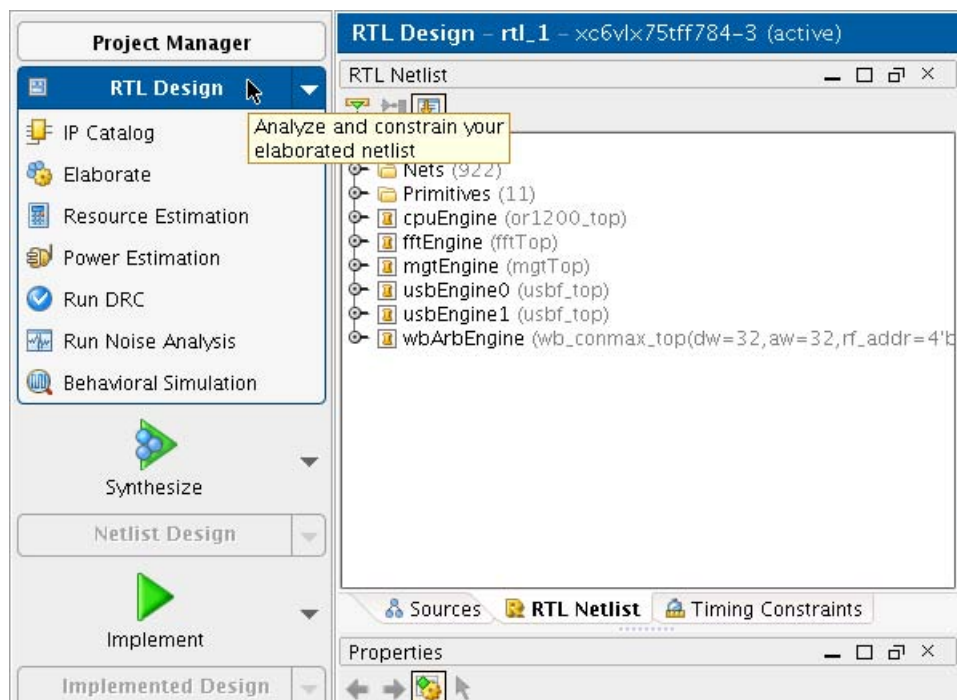 Project Manager
RTL Design
IP Catalog
Elaborate
Resource Estimation
Power Estimation
Run DRC
Run Noise Analysis
Behavioral Simulation
Synthesize
Netlist Design
Implement
Implemented Design
RTL Design - rtl_1 - xc6vlx75tff784-3 (active)
RTL Netlist
Analyze and constrain your
elaborated netlist
Nets (922)
Primitives (11)
cpuEngine (or1200_top)
fftEngine (fftTop)
mgtEngine (mgtTop)
usbEngine0 (usbf_top)
usbEngine1 (usbf_top)
wbArbEngine (wb_conmax_top(dw=32,aw=32,rf_addr=4'b
Sources RTL Netlist Timing Constraints
Properties